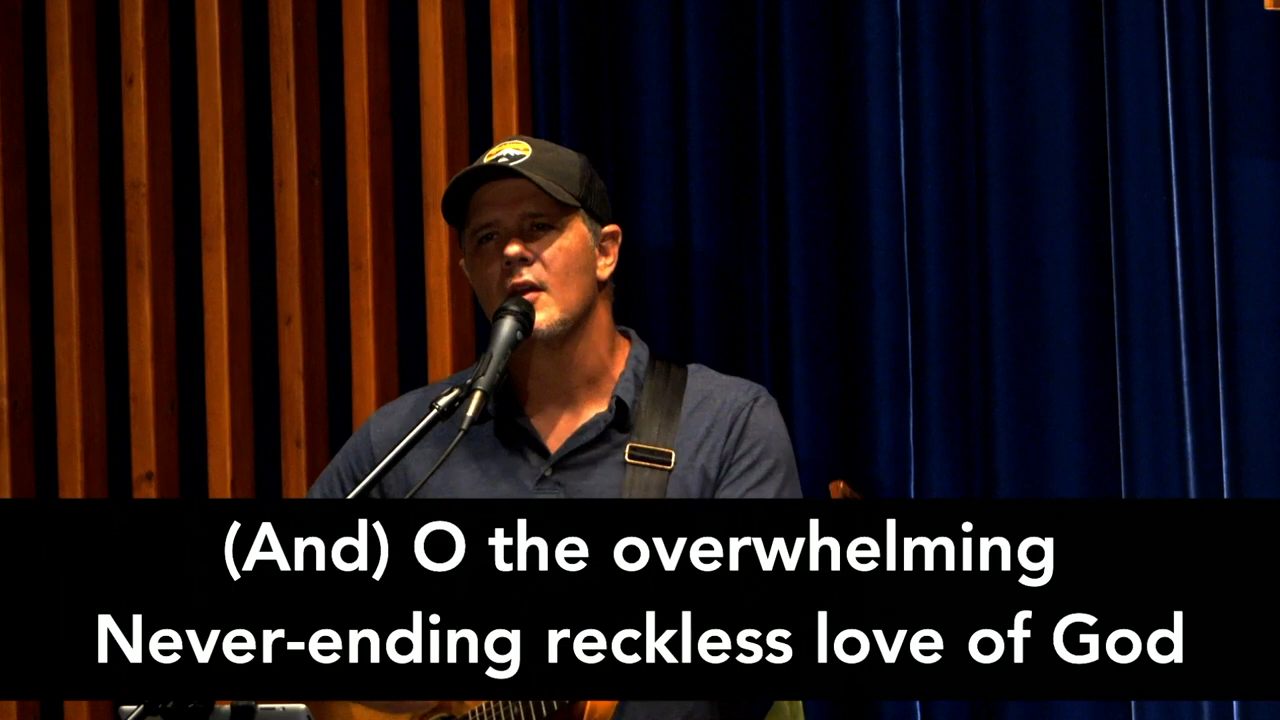 (And) O the overwhelming
Never-ending reckless love of God